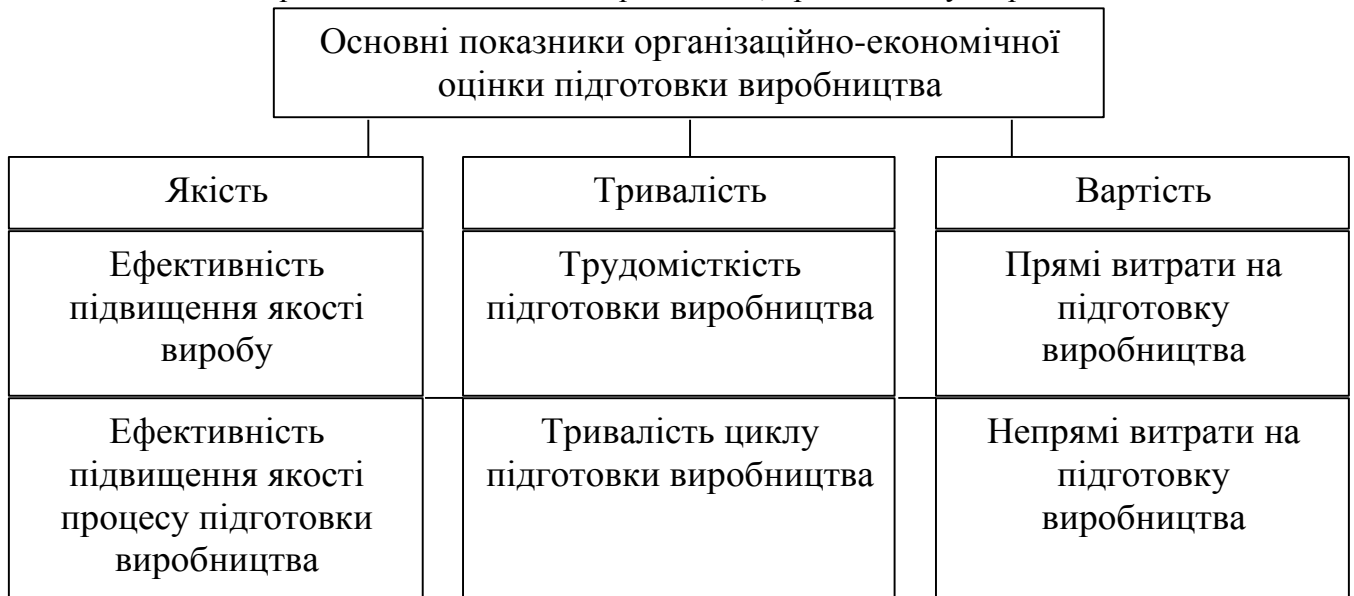 Основні показники організаційно-економічної
оцінки підготовки виробництва
Якість
Тривалість
Вартість
Ефективність
підвищення якості
виробу
Трудомісткість
підготовки виробництва
Прямі витрати на
підготовку
виробництва
Ефективність
підвищення якості
процесу підготовки
виробництва
Тривалість циклу
підготовки виробництва
Непрямі витрати на
підготовку
виробництва